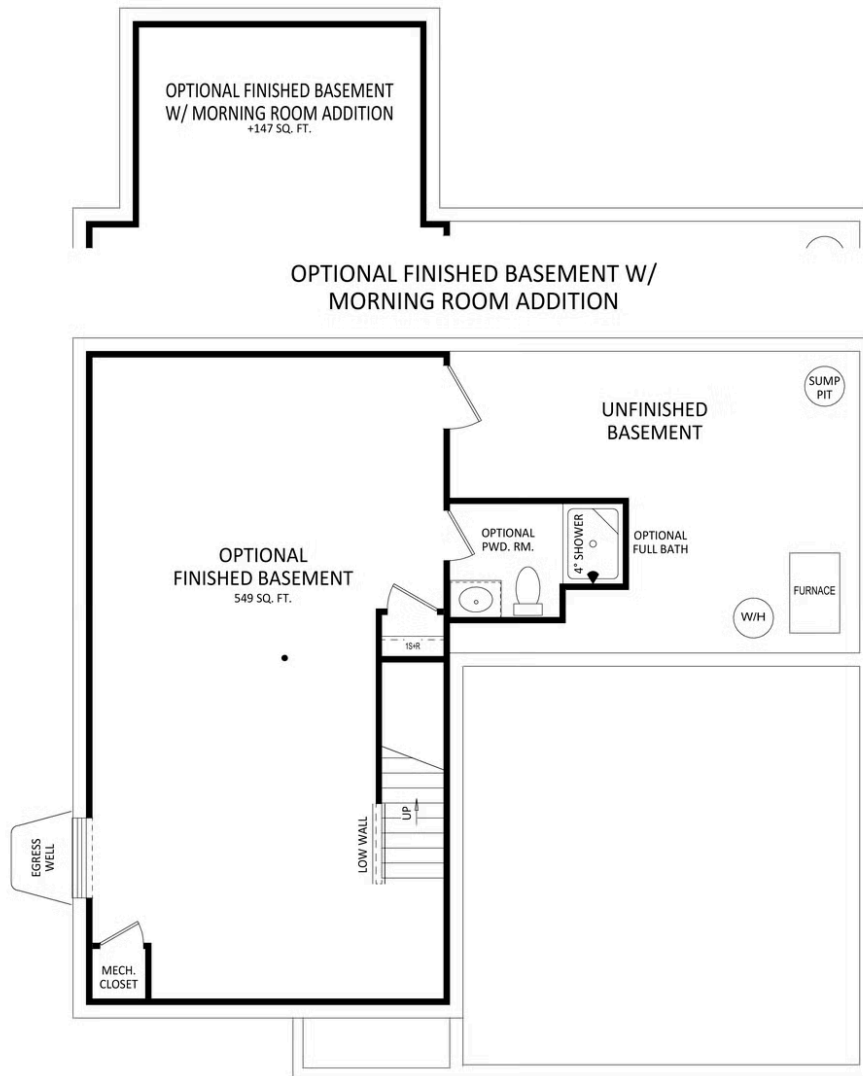 OPTIONAL FINISHED BASEMENT
W/ MORNING ROOM ADDITION
+147 SQ. FT.
OPTIONAL FINISHED BASEMENT W/
MORNING ROOM ADDITION
SUMP
PIT
UNFINISHED
BASEMENT
OPTIONAL
PWD. RM.
4° SHOWER
OPTIONAL
FULL BATH
OPTIONAL
FINISHED BASEMENT
549 SQ. FT.
FURNACE
W/H
1S+R
UP
LOW WALL
EGRESS
WELL
MECH.
CLOSET